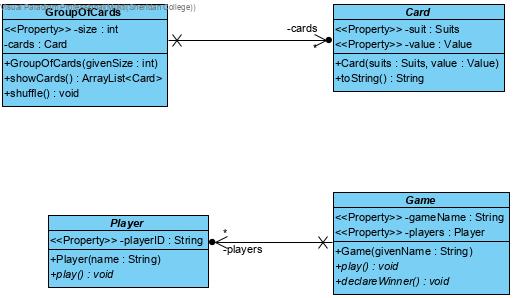 Visual Paradigm Professional(Shari(Sheridan College))
GroupOfCards
<<Property>> -size : int
-cards : Card
+GroupOfCards(givenSize : int)
+showCards() : ArrayList<Card>
+shuffle() : void
-cards
*
Card
<<Property>> -suit : Suits
<<Property>> -value : Value
+Card(suits : Suits, value : Value)
+toString() : String
Player
<<Property>> -playerID : String
+Player(name : String)
+play() : void
*
-players
Game
<<Property>> -gameName : String
<<Property>> -players : Player
+Game(givenName : String)
+play() : void
+declareWinner() : void